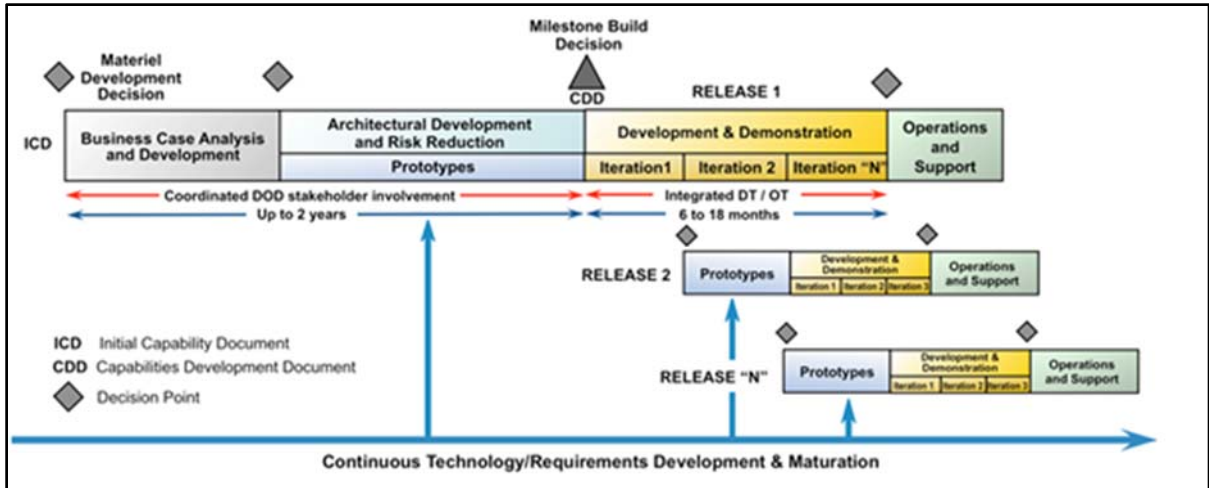 Milestone Build
Decision
Materiel
Development
Decision
CDD
RELEASE 1
ICD
Business Case Analysis
and Development
Architectural Development
and Risk Reduction
Prototypes
Development & Demonstration
Iteration1
Iteration 2
Iteration “N”
Operations
and
Support
Coordinated DOD stakeholder involvement
Integrated DT / OT
Up to 2 years
6 to 18 months
RELEASE 2
Prototypes
Development &
Demonstration
Iteration 1
Iteration 2
Iteration 3
Operations
and Support
RELEASE “N”
Prototypes
Development &
Demonstration
Iteration 1
Iteration 2
Iteration 3
Operations
and Support
ICD Initial Capability Document
CDD Capabilities Development Document
Decision Point
Continuous Technology/Requirements Development & Maturation